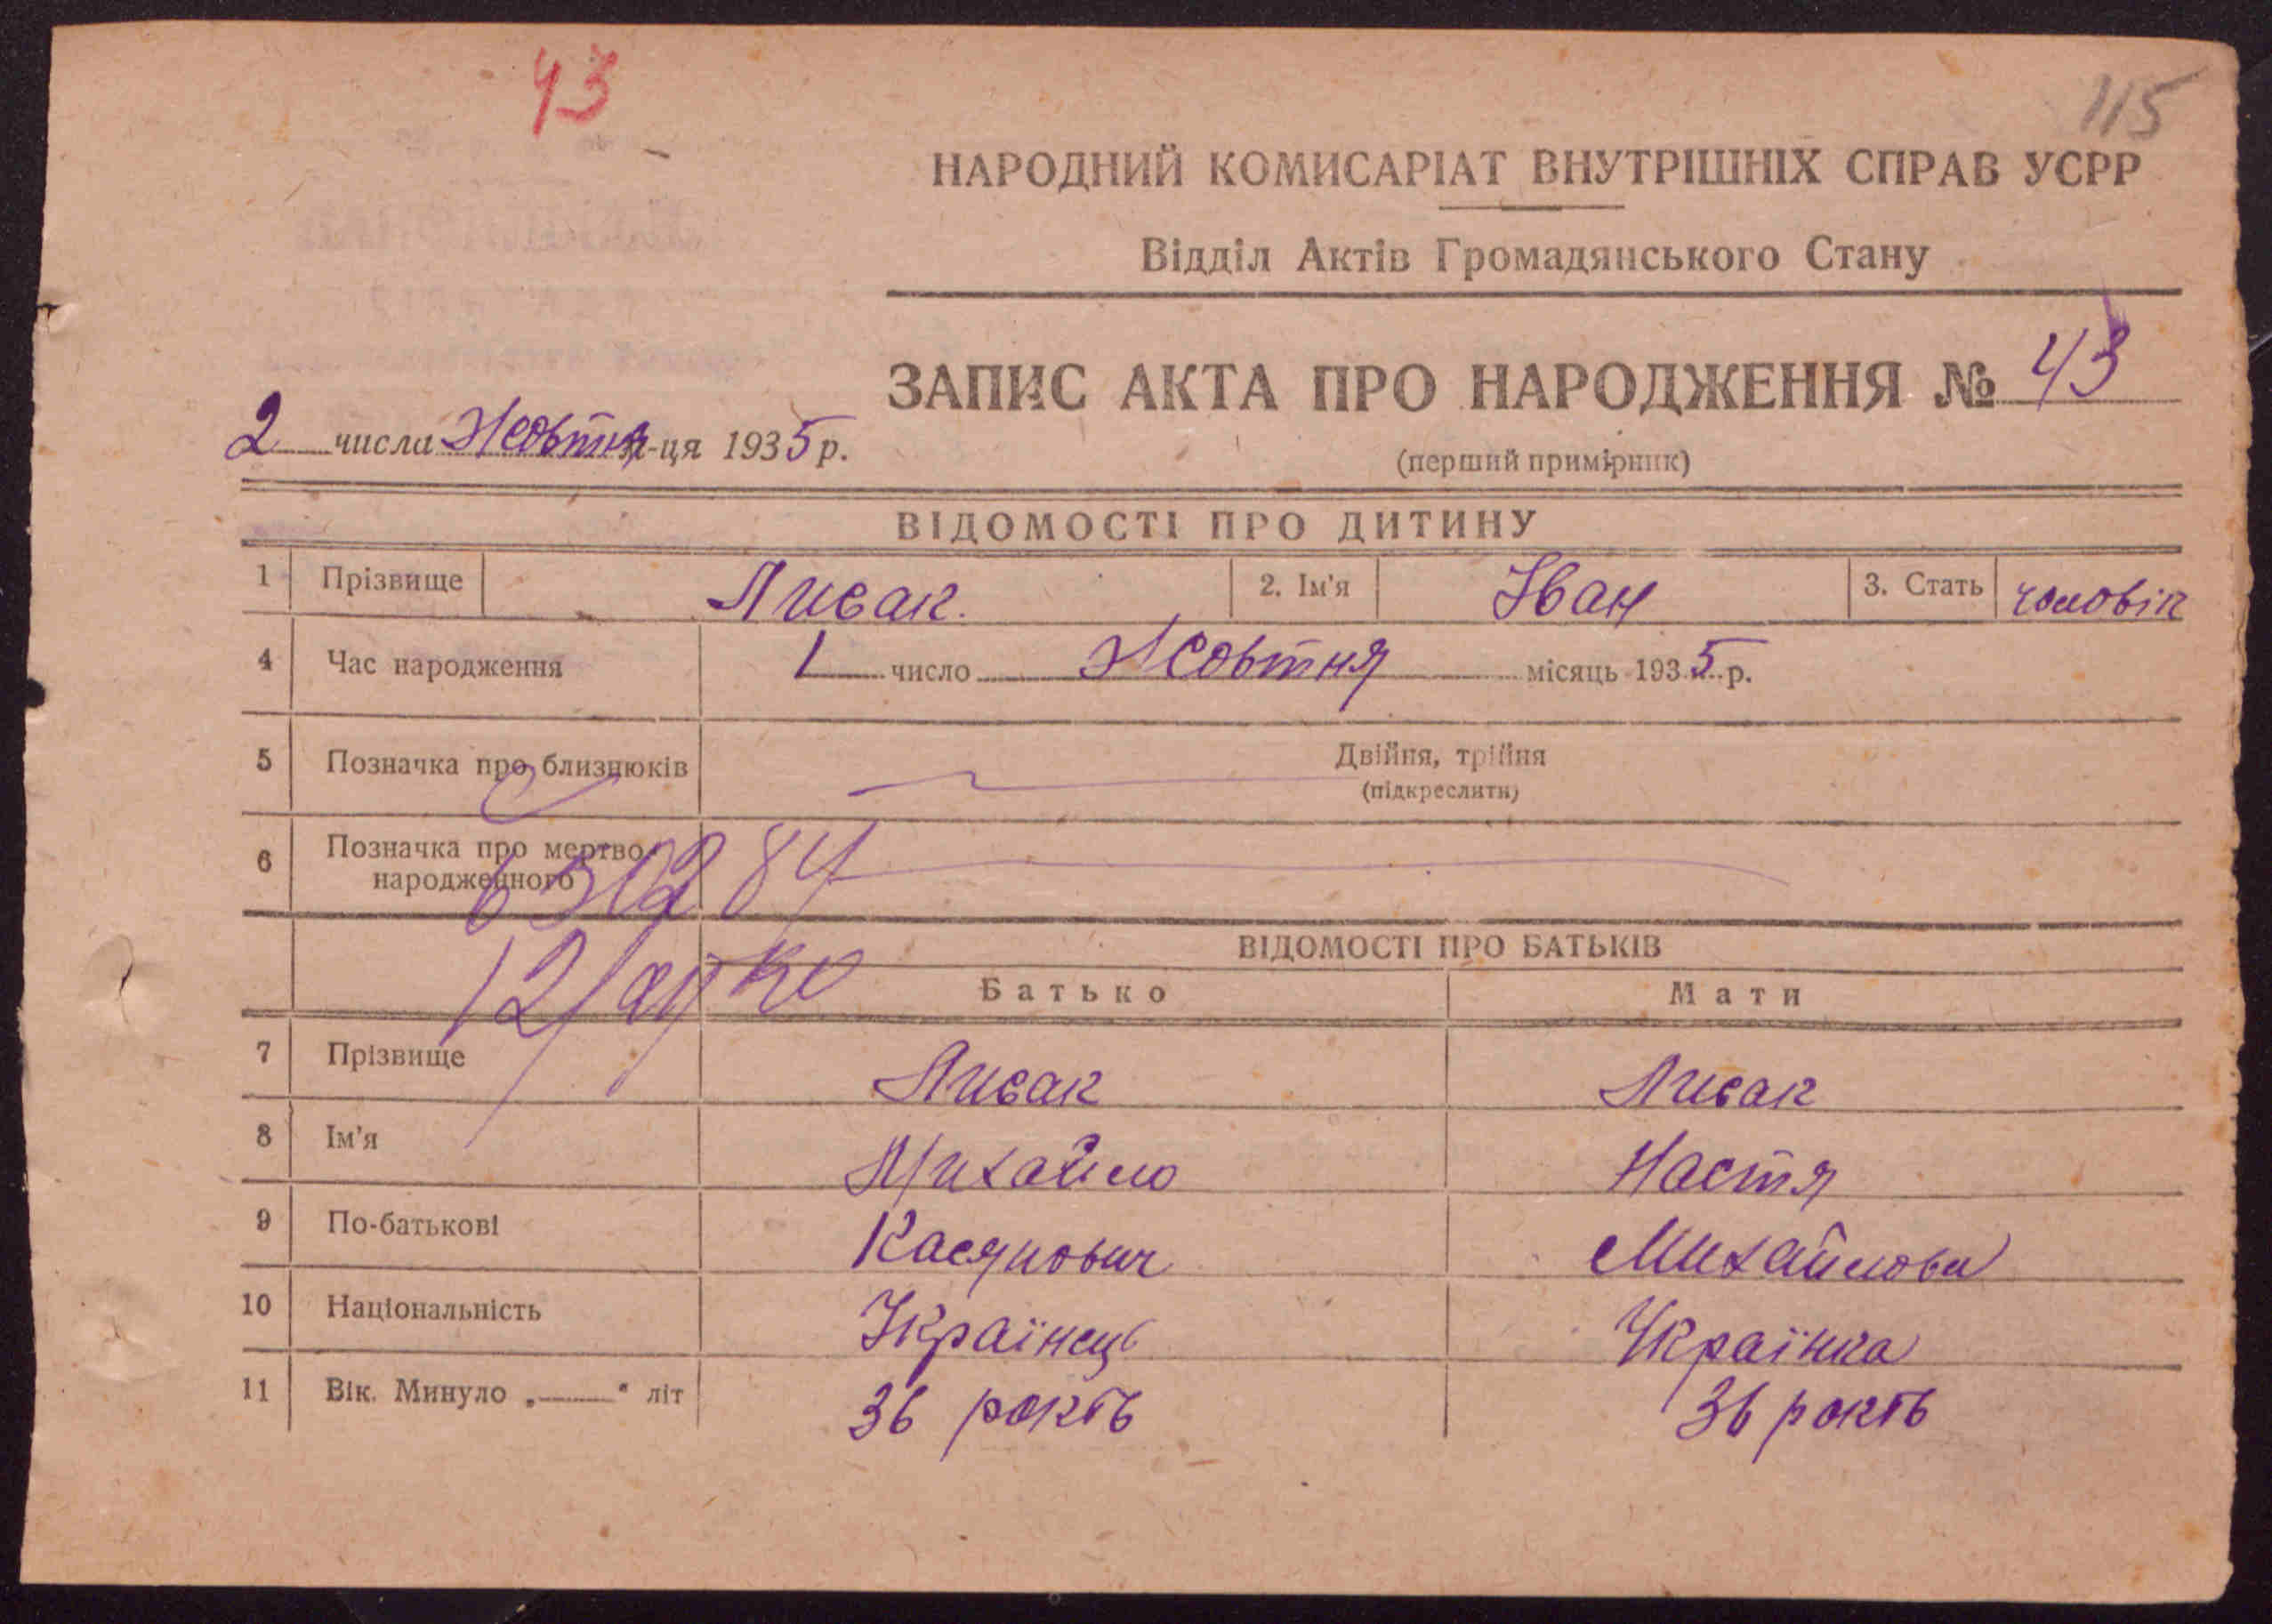 43
115
НАРОДНИЙ КОМИСАРІАТ ВНУТРІШНІХ СПРАВ УСРР
Відділ Актів Громадянського Стану
ЗАПИС АКТА ПРО НАРОДЖЕННЯ № 43
2 числа Жовтня м-ця 1935 р.
(перший примірник)
ВІДОМОСТІ ПРО ДИТИНУ
1 Прізвище Лисак. 2. Ім'я Іван 3. Стать чоловік
4 Час народження 1 число Жовтня місяць 1935 р.
5 Позначка про близнюків Двійня, трійня
(підкреслити)
6 Позначка про мертво-
народженного
ВІДОМОСТІ ПРО БАТЬКІВ
Батько Мати
7 Прізвище Лисак Лисак
8 Ім'я Михайло Настя
9 По-батькові Касянович Михайлова
10 Національність Українець Українка
11 Вік. Минуло „ " літ 36 років 36 років